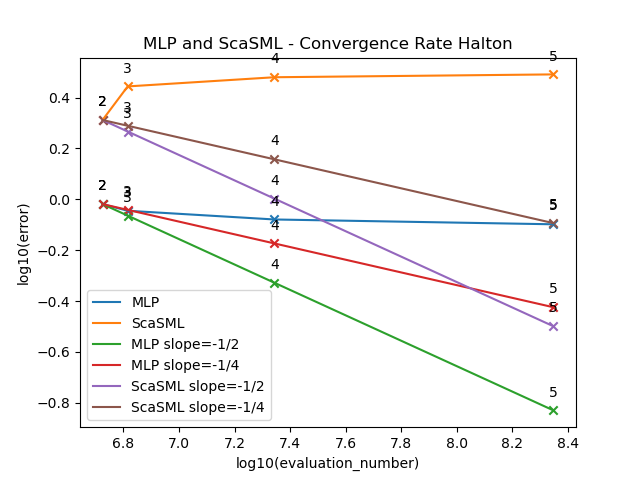 MLP and ScaSML - Convergence Rate Halton
log10(error)
0.4
0.2
0.0
−0.2
−0.4
−0.6
−0.8
2
3
4
5
2
3
3
4
4
5
3
3
4
4
4
5
5
5
5
MLP
ScaSML
MLP slope=-1/2
MLP slope=-1/4
ScaSML slope=-1/2
ScaSML slope=-1/4
6.8 7.0 7.2 7.4 7.6 7.8 8.0 8.2 8.4
log10(evaluation_number)